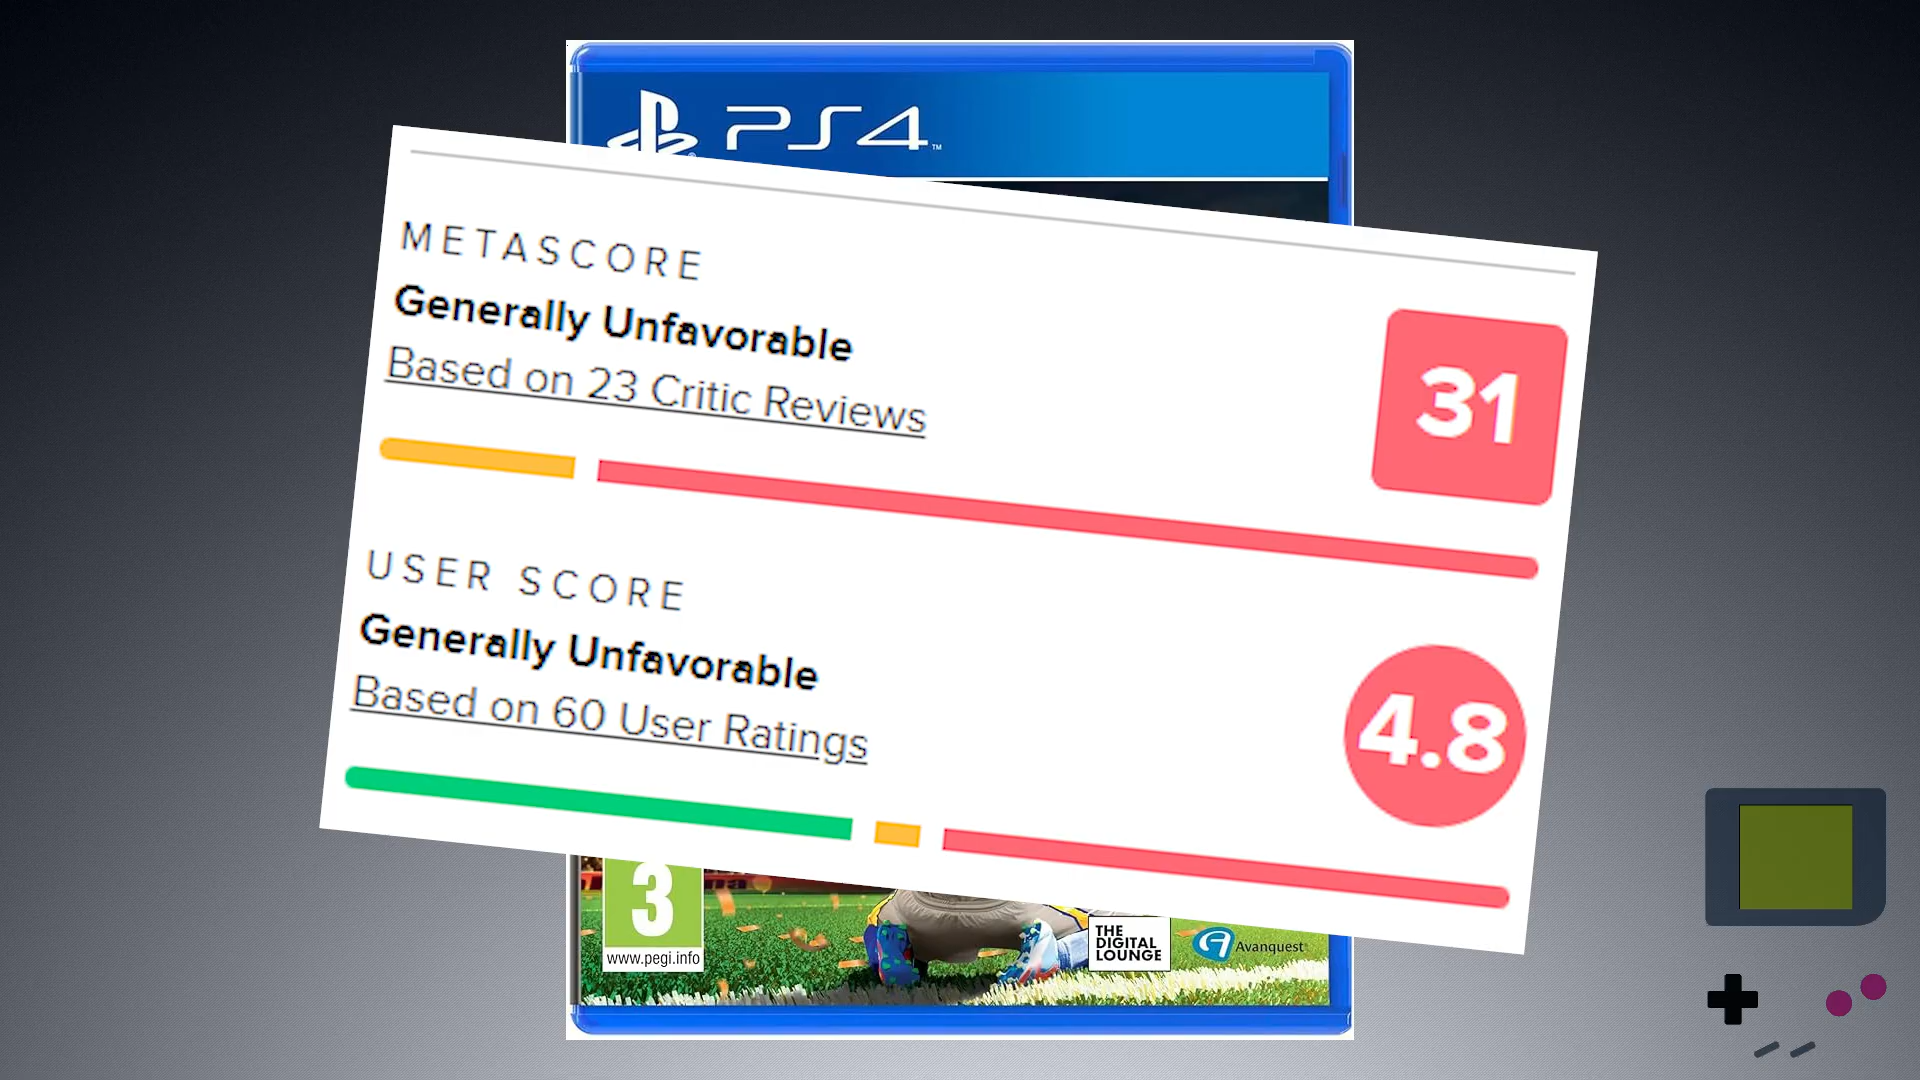 PS4™
METASCORE
Generally Unfavorable
Based on 23 Critic Reviews
31
USER SCORE
Generally Unfavorable
Based on 60 User Ratings
4.8
3
www.pegi.info
THE
DIGITAL
LOUNGE
Avanquest